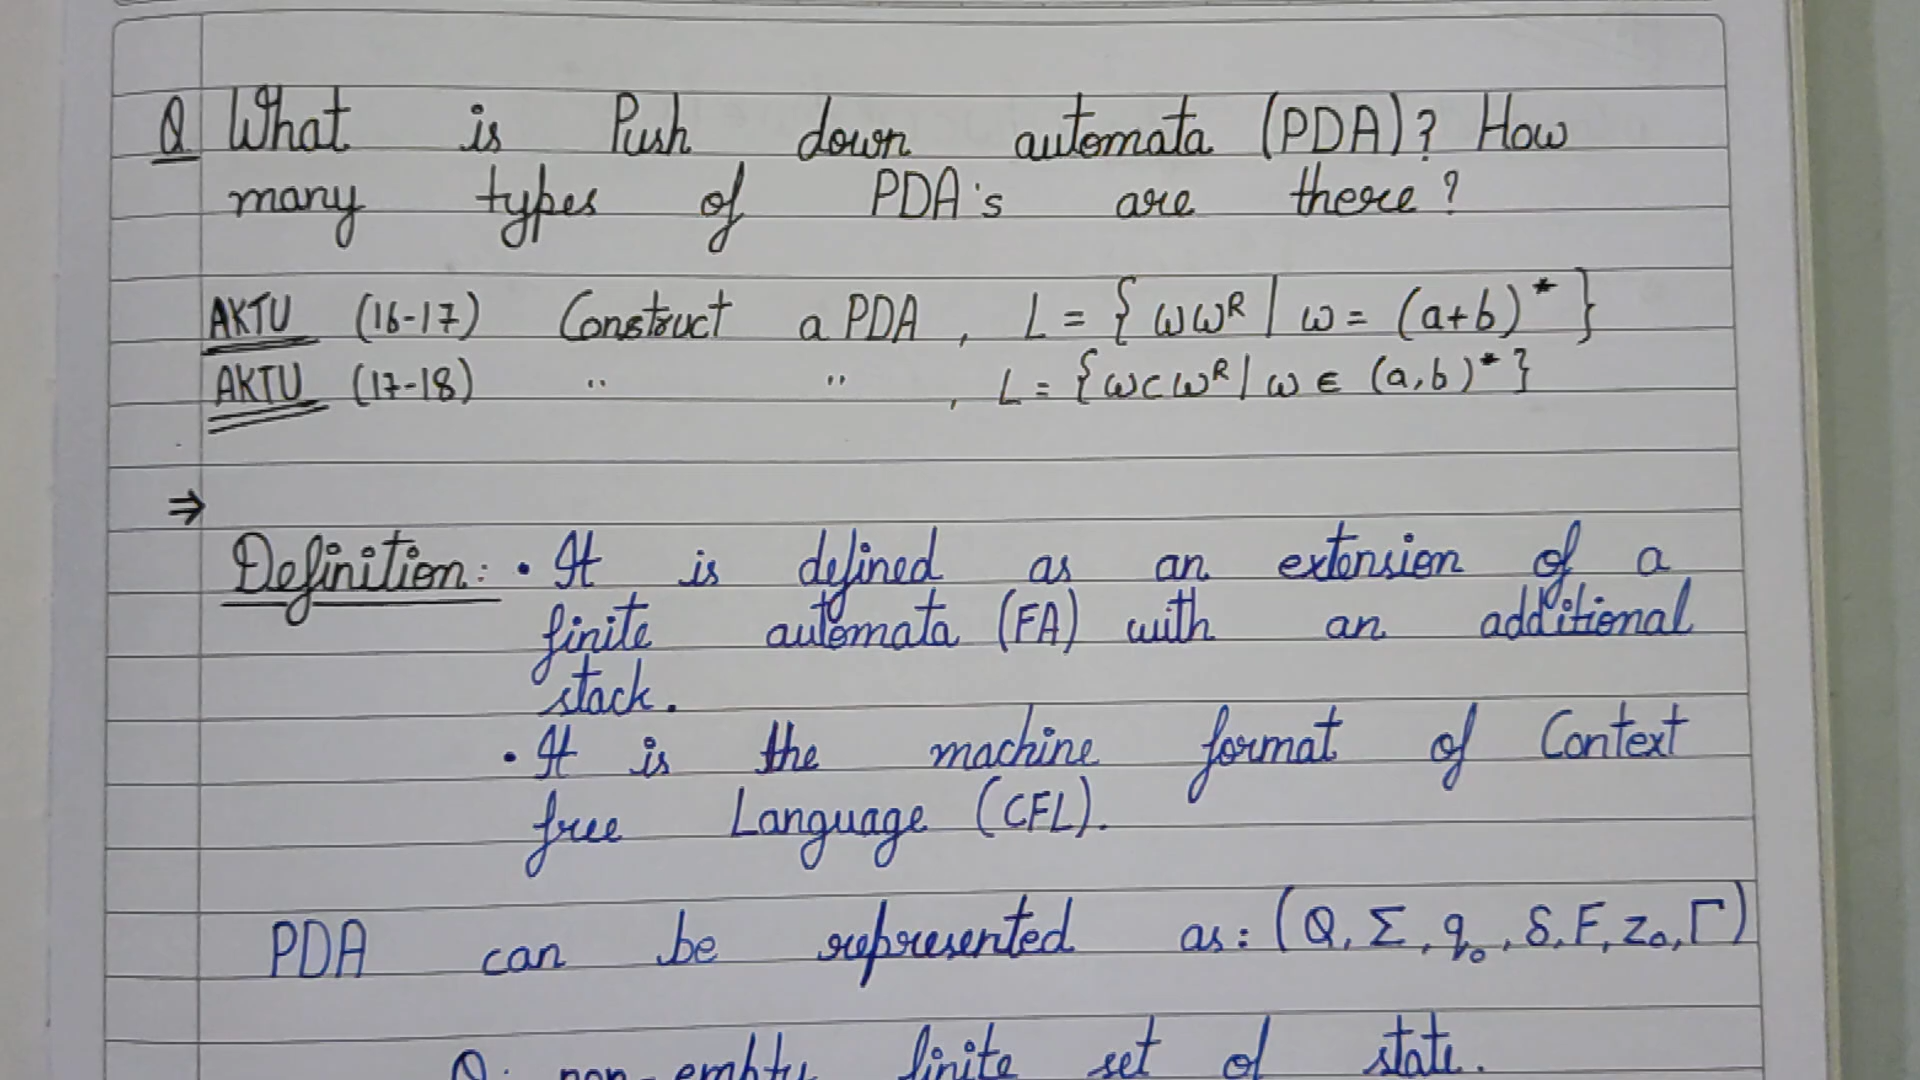 Q What is Push down automata (PDA)? How
many types of PDA's are there?
AKTU (16-17) Construct a PDA, L = { ωω^R | ω = (a+b)* }
AKTU (17-18) " " , L = { ωcω^R | ω ∈ (a,b)* }
⇒
Definition: • It is defined as an extension of a
finite automata (FA) with an additional
stack.
• It is the machine format of Context
free Language (CFL).
PDA can be represented as: (Q, Σ, q₀, δ, F, z₀, Γ)
Q: non-empty finite set of state.